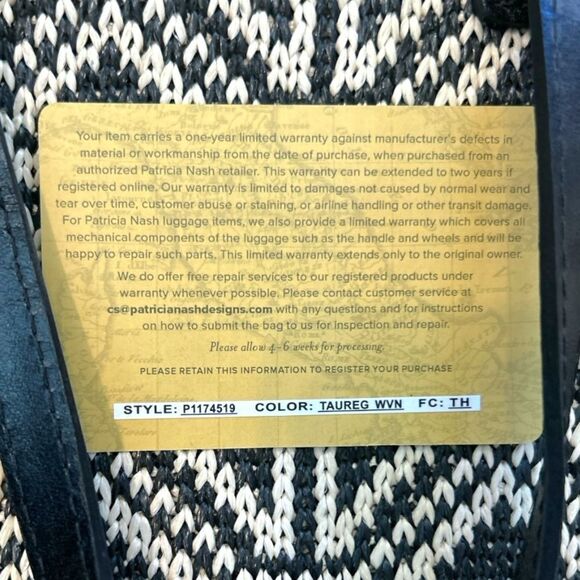 Your item carries a one-year limited warranty against manufacturer's defects in
material or workmanship from the date of purchase, when purchased from an
authorized Patricia Nash retailer. This warranty can be extended to two years if
registered online. Our warranty is limited to damages not caused by normal wear and
tear over time, customer abuse or staining, or airline handling or other transit damage.
For Patricia Nash luggage items, we also provide a limited warranty which covers all
mechanical components of the luggage such as the handle and wheels and will be
happy to repair such parts. This limited warranty extends only to the original owner.
We do offer free repair services to our registered products under
warranty whenever possible. Please contact customer service at
cs@patricianashdesigns.com with any questions and for instructions
on how to submit the bag to us for inspection and repair.
Please allow 4–6 weeks for processing.
PLEASE RETAIN THIS INFORMATION TO REGISTER YOUR PURCHASE
STYLE: P1174519 COLOR: TAUREG WVN FC: TH